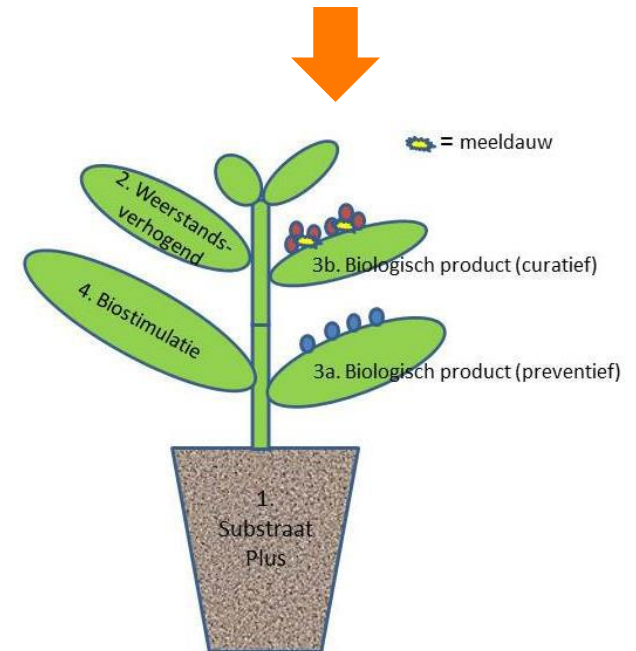 = meeldauw
2. Weerstands-
verhogend
3b. Biologisch product (curatief)
4. Biostimulatie
3a. Biologisch product (preventief)
1.
Substraat
Plus